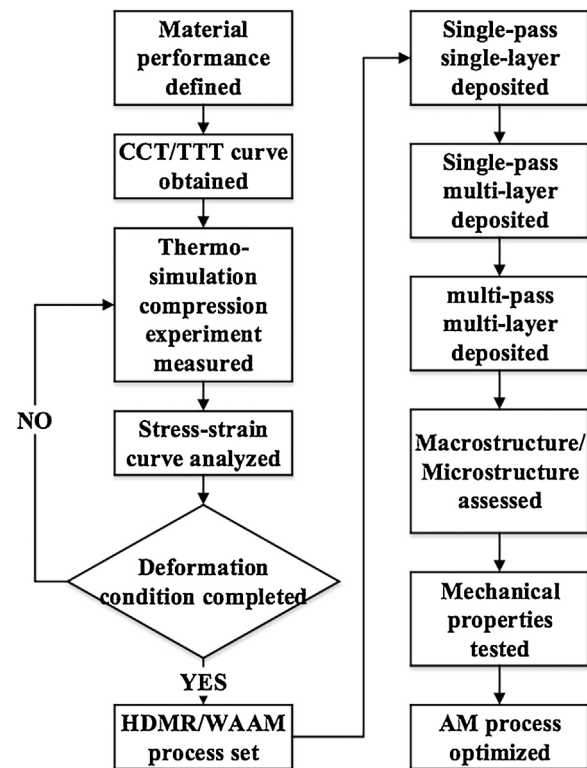 Material
performance
defined
CCT/TTT curve
obtained
Thermo-
simulation
compression
experiment
measured
NO
Stress-strain
curve analyzed
Deformation
condition completed
YES
HDMR/WAAM
process set
Single-pass
single-layer
deposited
Single-pass
multi-layer
deposited
multi-pass
multi-layer
deposited
Macrostructure/
Microstructure
assessed
Mechanical
properties
tested
AM process
optimized